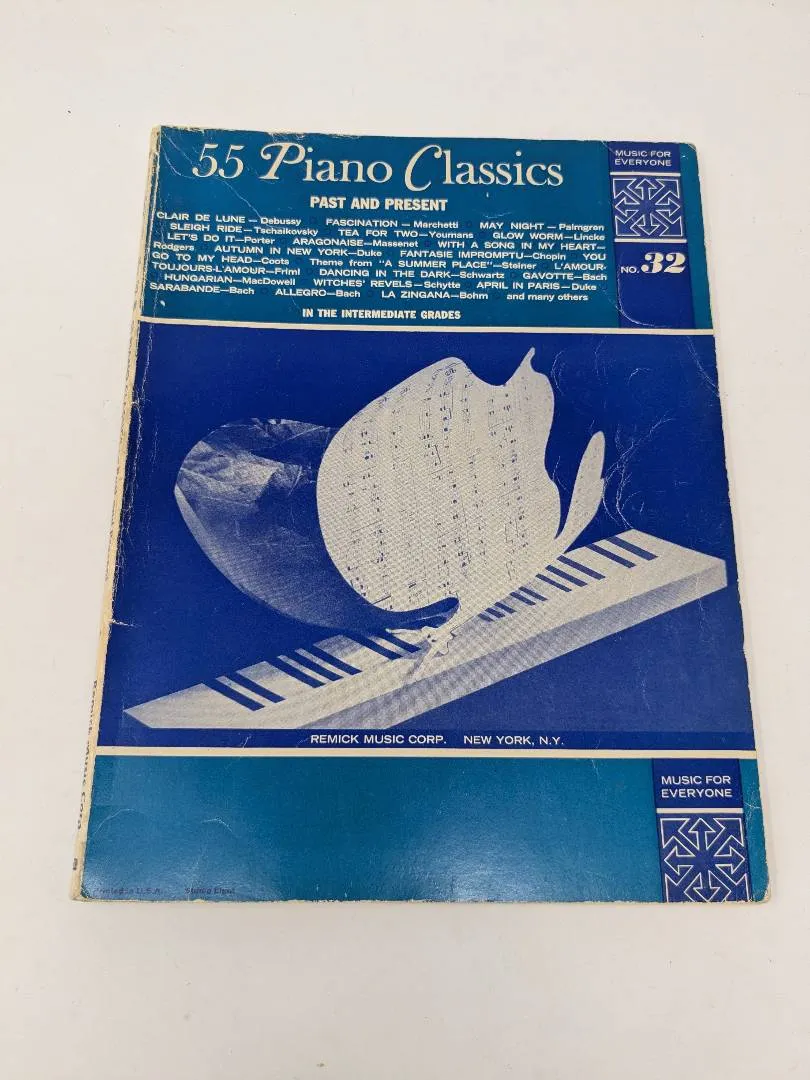 55 Piano Classics
PAST AND PRESENT
CLAIR DE LUNE—Debussy FASCINATION—Marchetti MAY NIGHT—Palmgran
SLEIGH RIDE—Tschaikovsky TEA FOR TWO—Youmans GLOW WORM—Lincke
LET'S DO IT—Porter ARAGONAISE—Massenet WITH A SONG IN MY HEART—
Rodgers AUTUMN IN NEW YORK—Duke FANTASIE IMPROMPTU—Chopin YOU
GO TO MY HEAD—Coots Theme from "A SUMMER PLACE"—Steiner L'AMOUR-
TOUJOURS-L'AMOUR—Friml DANCING IN THE DARK—Schwartz GAVOTTE—Bach
HUNGARIAN—MacDowell WITCHES' REVELS—Schytte APRIL IN PARIS—Duke
SARABANDE—Bach ALLEGRO—Bach LA ZINGANA—Bohm and many others
IN THE INTERMEDIATE GRADES
MUSIC FOR
EVERYONE
NO. 32
REMICK MUSIC CORP. NEW YORK, N.Y.
MUSIC FOR
EVERYONE
Printed in U.S.A.